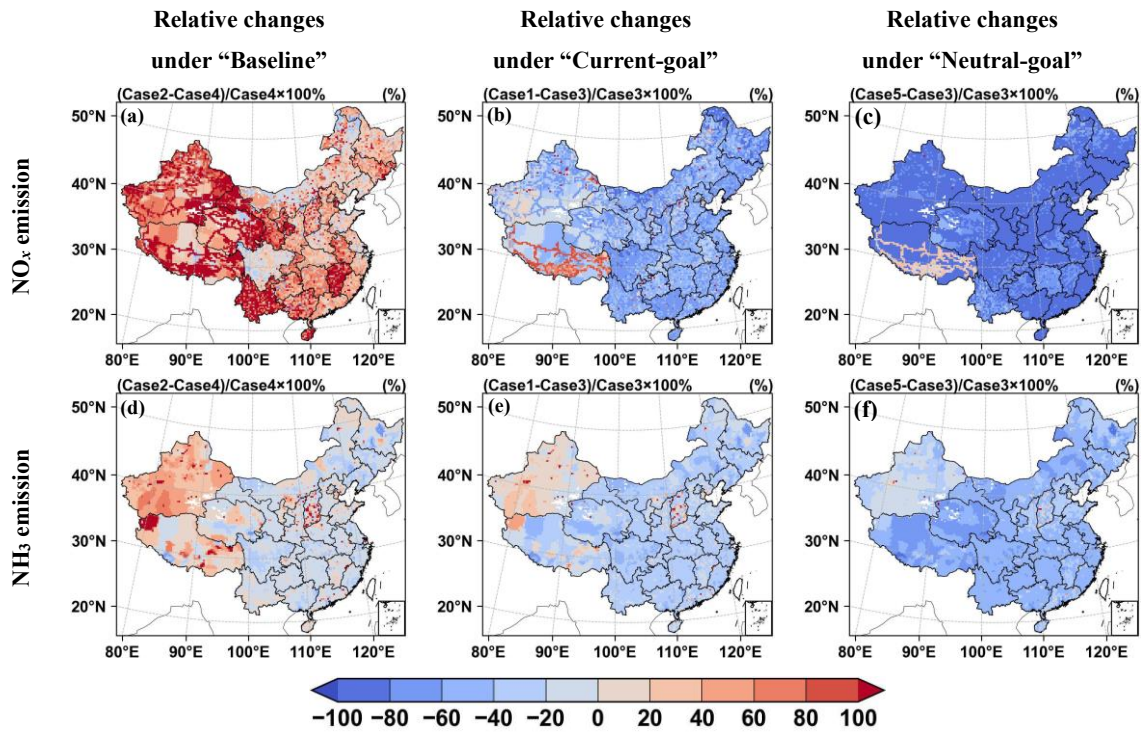 Relative changes
under “Baseline”
Relative changes
under “Current-goal”
Relative changes
under “Neutral-goal”
NOx emission
(Case2-Case4)/Case4×100% (%)
(a)
50°N
40°N
30°N
20°N
80°E 90°E 100°E 110°E 120°E
(Case1-Case3)/Case3×100% (%)
(b)
50°N
40°N
30°N
20°N
80°E 90°E 100°E 110°E 120°E
(Case5-Case3)/Case3×100% (%)
(c)
50°N
40°N
30°N
20°N
80°E 90°E 100°E 110°E 120°E
NH3 emission
(Case2-Case4)/Case4×100% (%)
(d)
50°N
40°N
30°N
20°N
80°E 90°E 100°E 110°E 120°E
(Case1-Case3)/Case3×100% (%)
(e)
50°N
40°N
30°N
20°N
80°E 90°E 100°E 110°E 120°E
(Case5-Case3)/Case3×100% (%)
(f)
50°N
40°N
30°N
20°N
80°E 90°E 100°E 110°E 120°E
−100 −80 −60 −40 −20 0 20 40 60 80 100